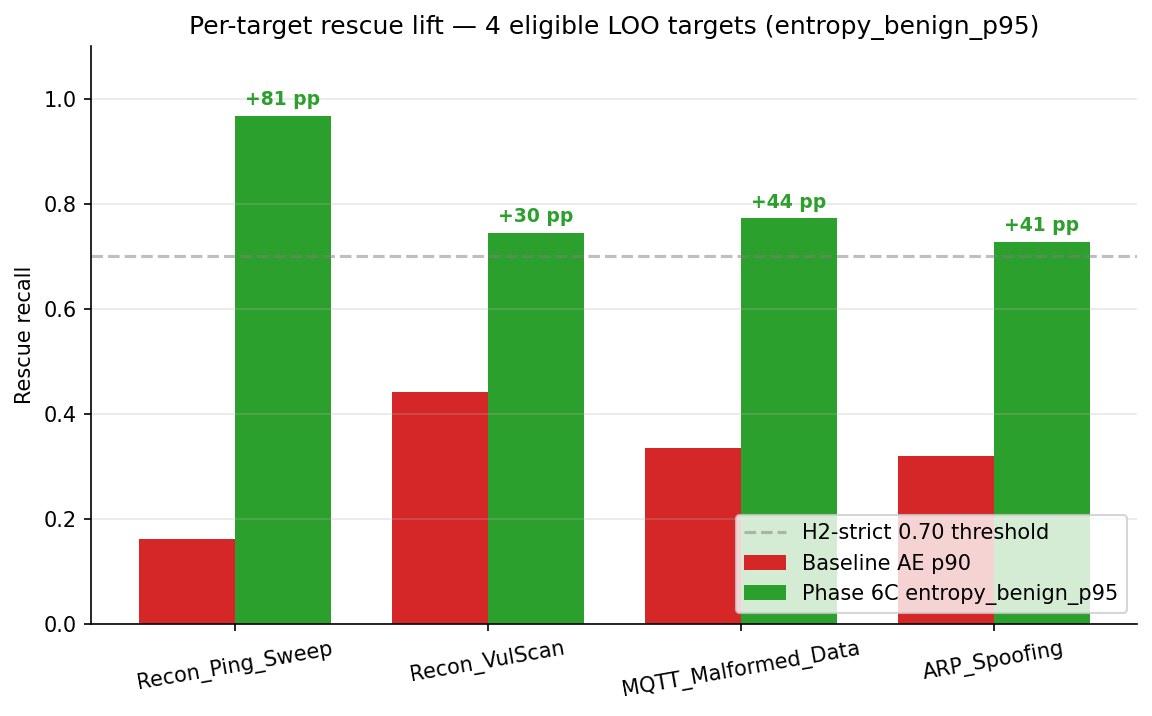 Per-target rescue lift — 4 eligible LOO targets (entropy_benign_p95)
Rescue recall
1.0
0.8
0.6
0.4
0.2
0.0
+81 pp
+30 pp
+44 pp
+41 pp
H2-strict 0.70 threshold
Baseline AE p90
Phase 6C entropy_benign_p95
Recon_Ping_Sweep
Recon_VulScan
MQTT_Malformed_Data
ARP_Spoofing